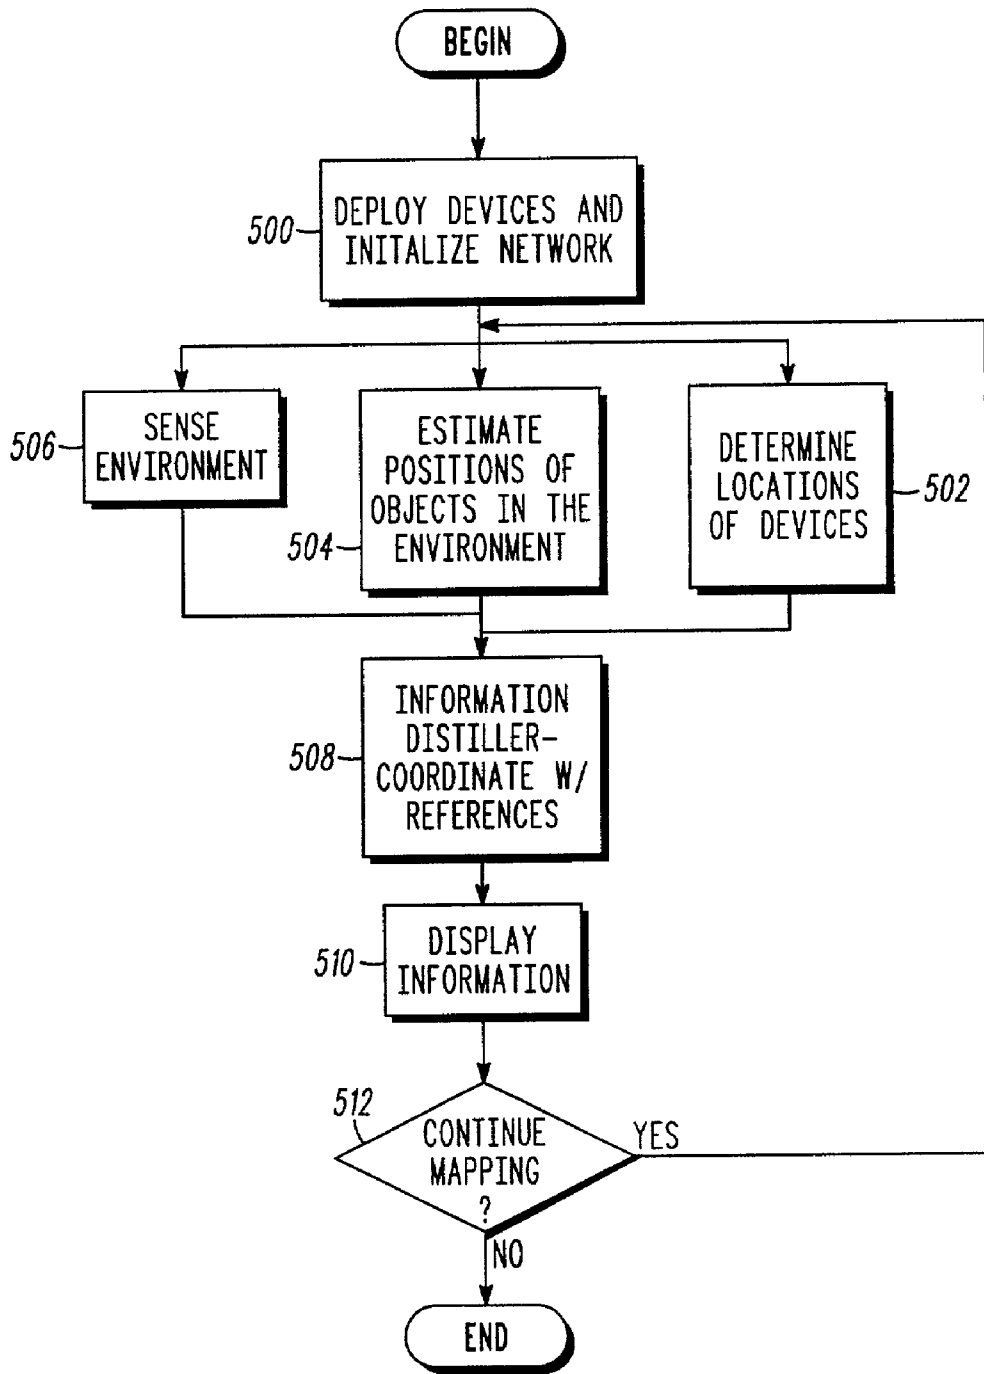 BEGIN
500
DEPLOY DEVICES AND
INITALIZE NETWORK
506
SENSE
ENVIRONMENT
504
ESTIMATE
POSITIONS OF
OBJECTS IN THE
ENVIRONMENT
DETERMINE
LOCATIONS
OF DEVICES
502
508
INFORMATION
DISTILLER-
COORDINATE W/
REFERENCES
510
DISPLAY
INFORMATION
512
CONTINUE
MAPPING
?
YES
NO
END